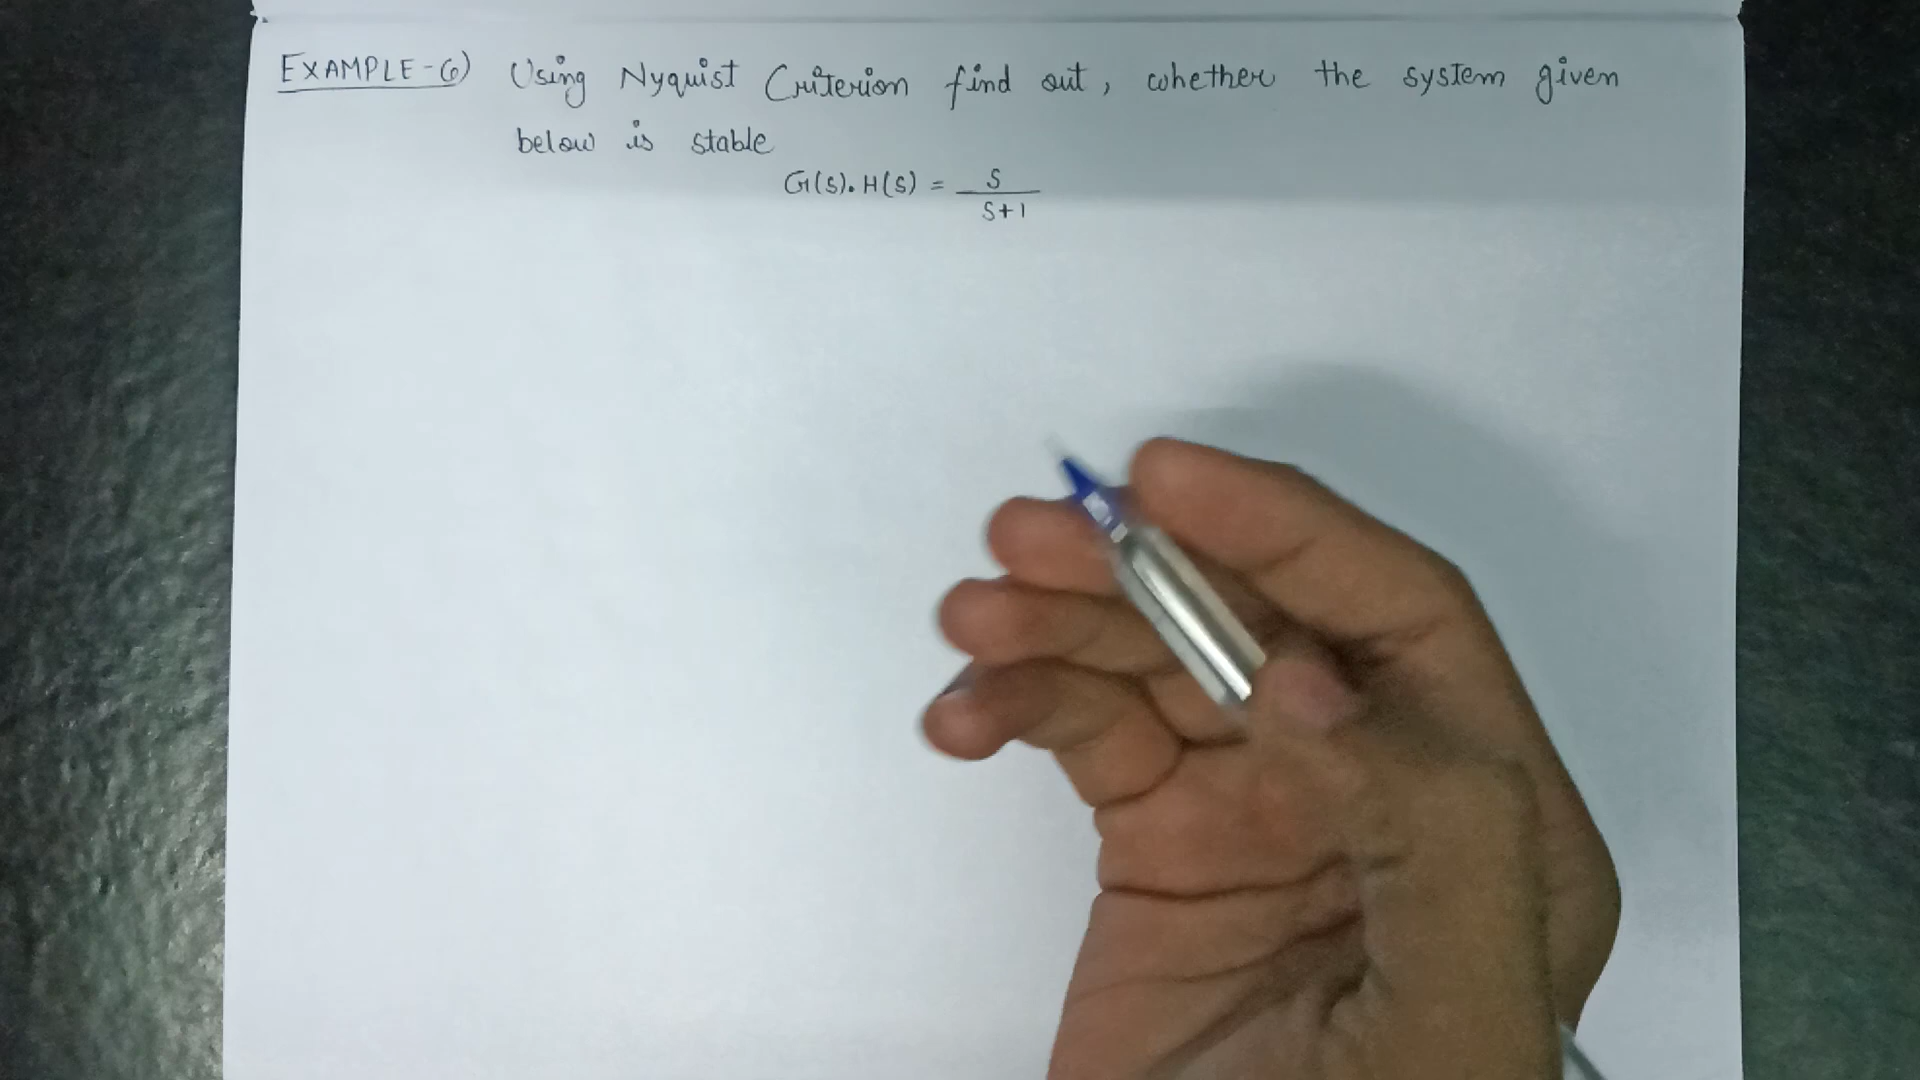 EXAMPLE-6) Using Nyquist Criterion find out, whether the system given
below is stable
G(s).H(s) = s
s+1